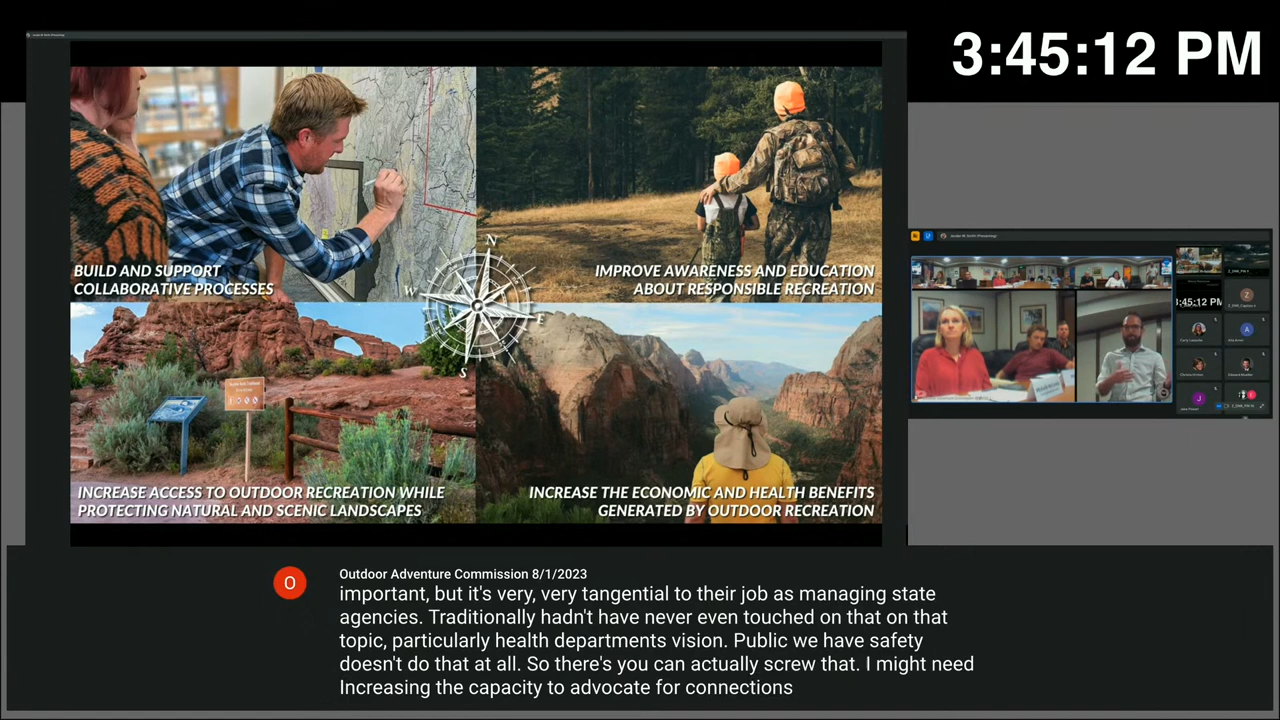 3:45:12 PM
BUILD AND SUPPORT
COLLABORATIVE PROCESSES
IMPROVE AWARENESS AND EDUCATION
ABOUT RESPONSIBLE RECREATION
N
W
E
S
INCREASE ACCESS TO OUTDOOR RECREATION WHILE
PROTECTING NATURAL AND SCENIC LANDSCAPES
INCREASE THE ECONOMIC AND HEALTH BENEFITS
GENERATED BY OUTDOOR RECREATION
:45:12 PM
Z
A
J
E
O
Outdoor Adventure Commission 8/1/2023
important, but it's very, very tangential to their job as managing state
agencies. Traditionally hadn't have never even touched on that on that
topic, particularly health departments vision. Public we have safety
doesn't do that at all. So there's you can actually screw that. I might need
Increasing the capacity to advocate for connections